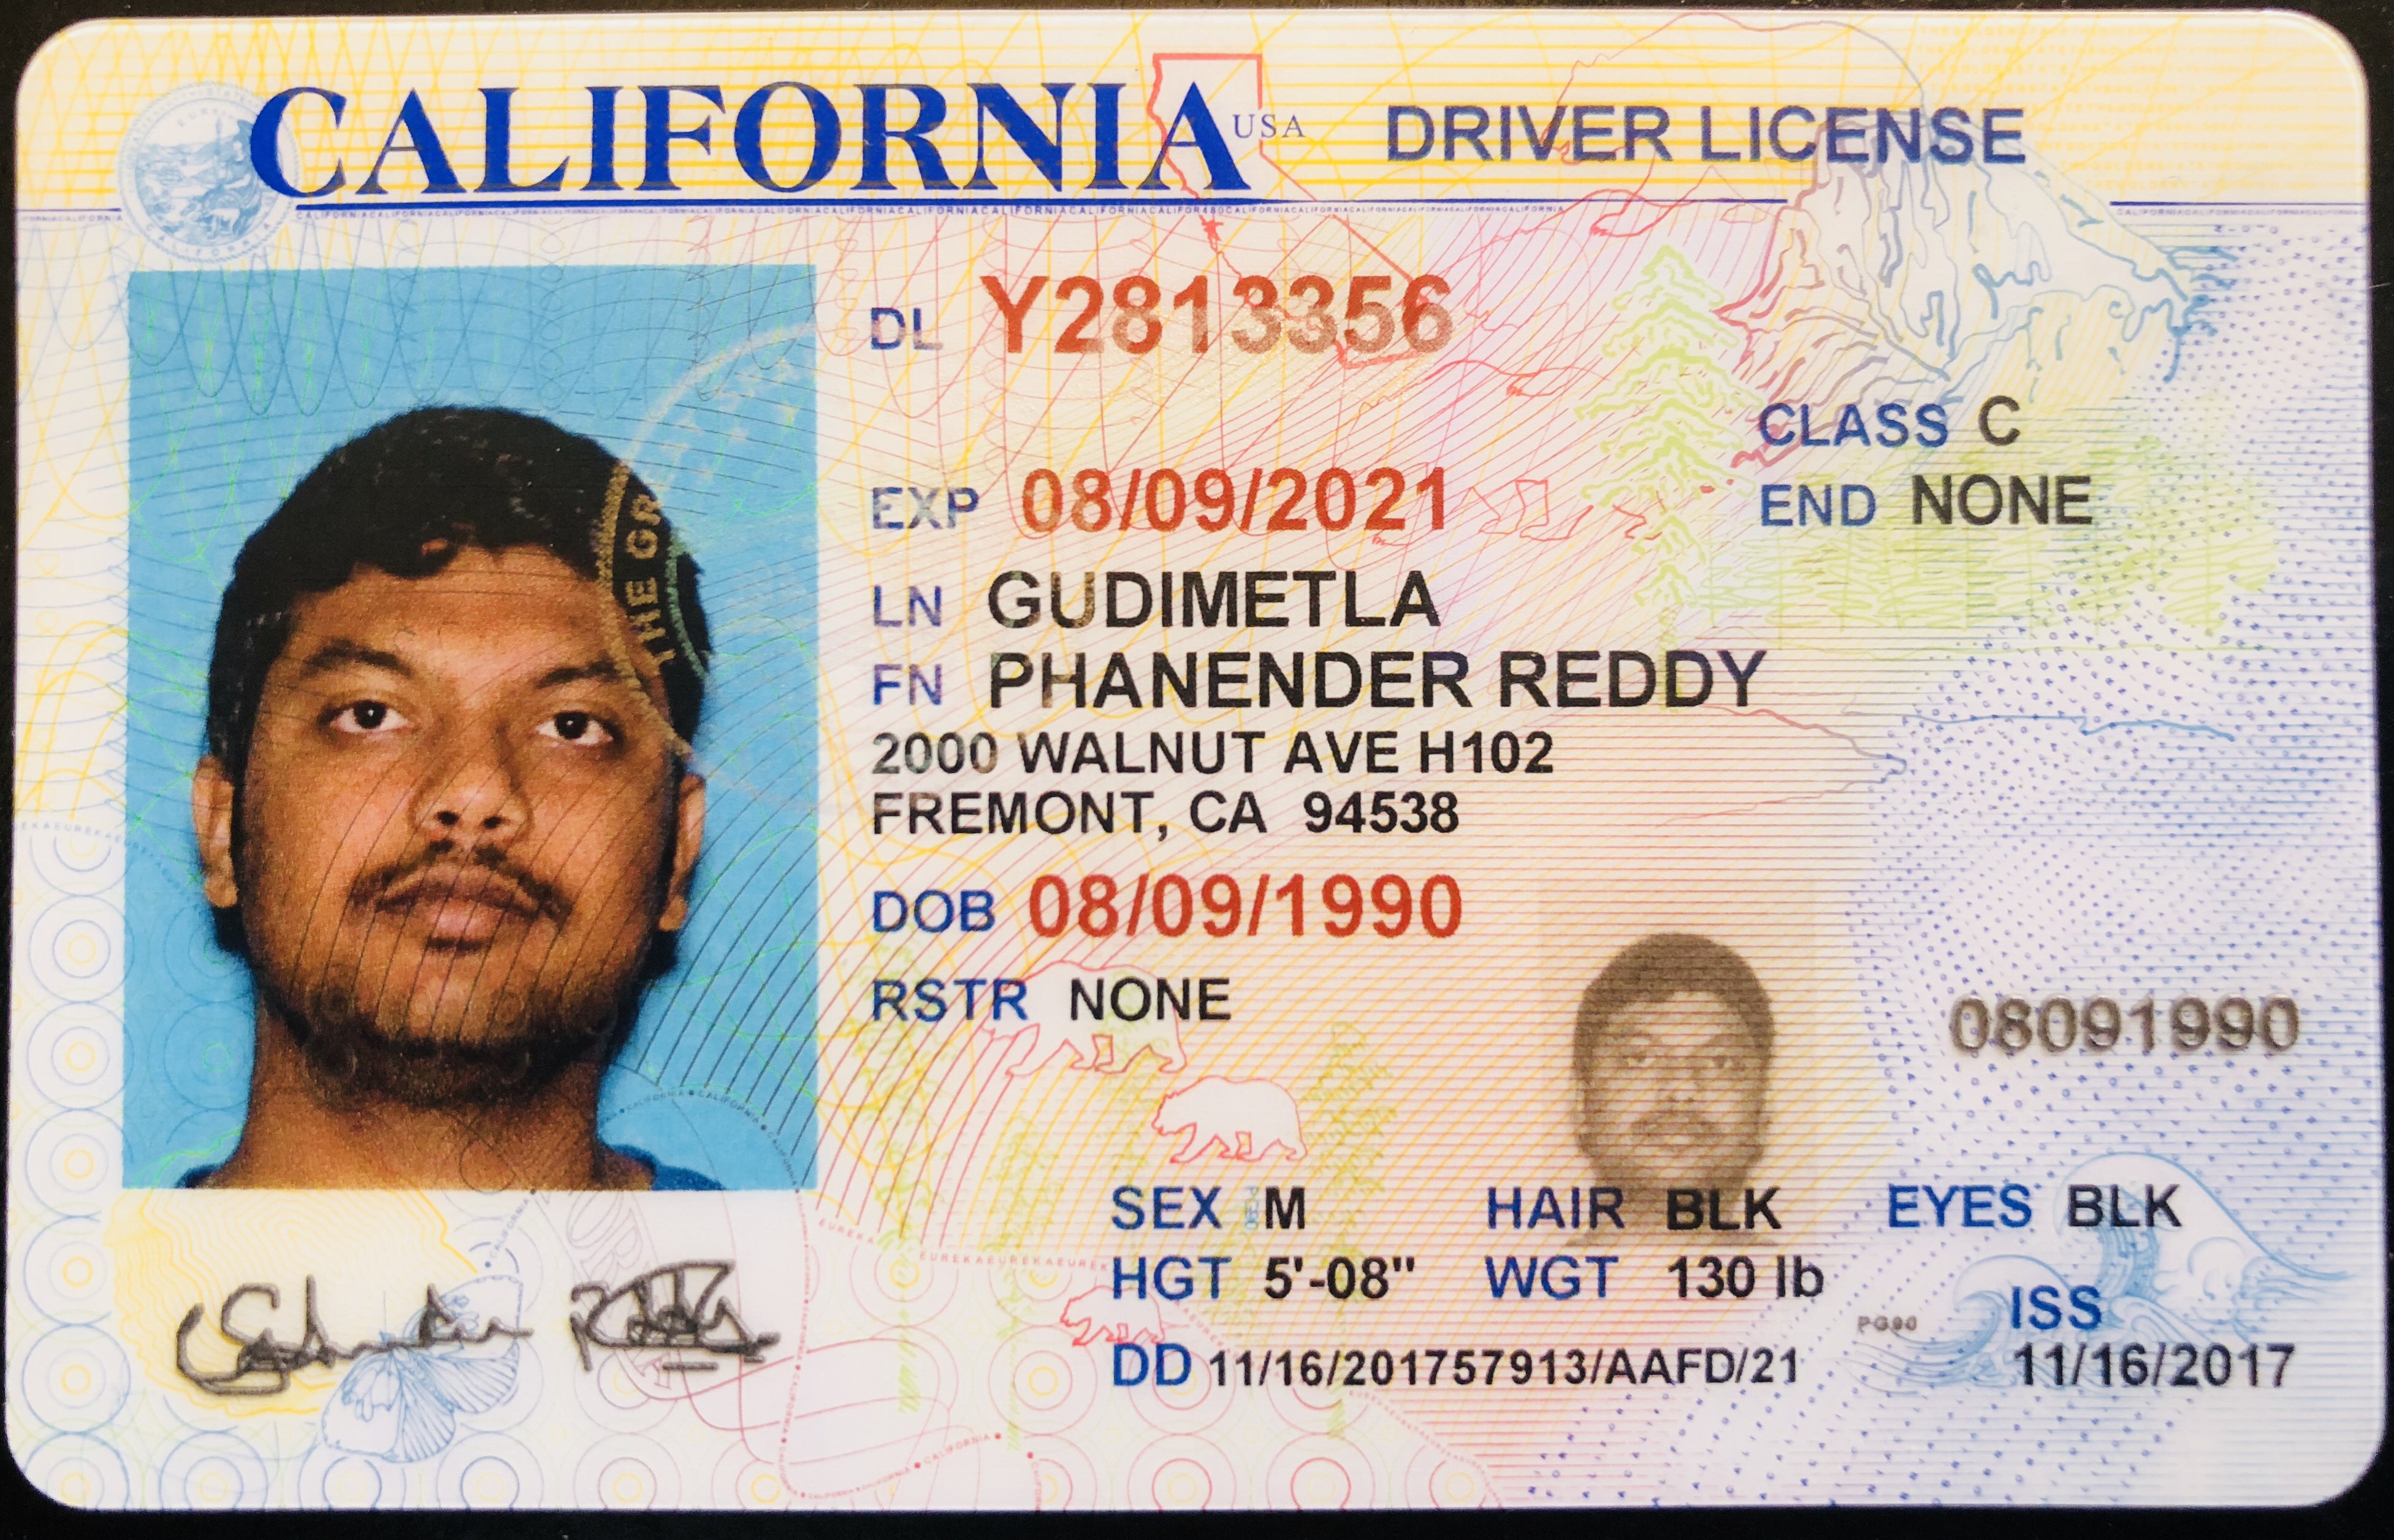 CALIFORNIA USA DRIVER LICENSE
DL Y2813356
CLASS C
EXP 08/09/2021
END NONE
LN GUDIMETLA
FN PHANENDER REDDY
2000 WALNUT AVE H102
FREMONT, CA 94538
DOB 08/09/1990
RSTR NONE
08091990
SEX M HAIR BLK EYES BLK
HGT 5'-08" WGT 130 lb
ISS
DD 11/16/201757913/AAFD/21
11/16/2017